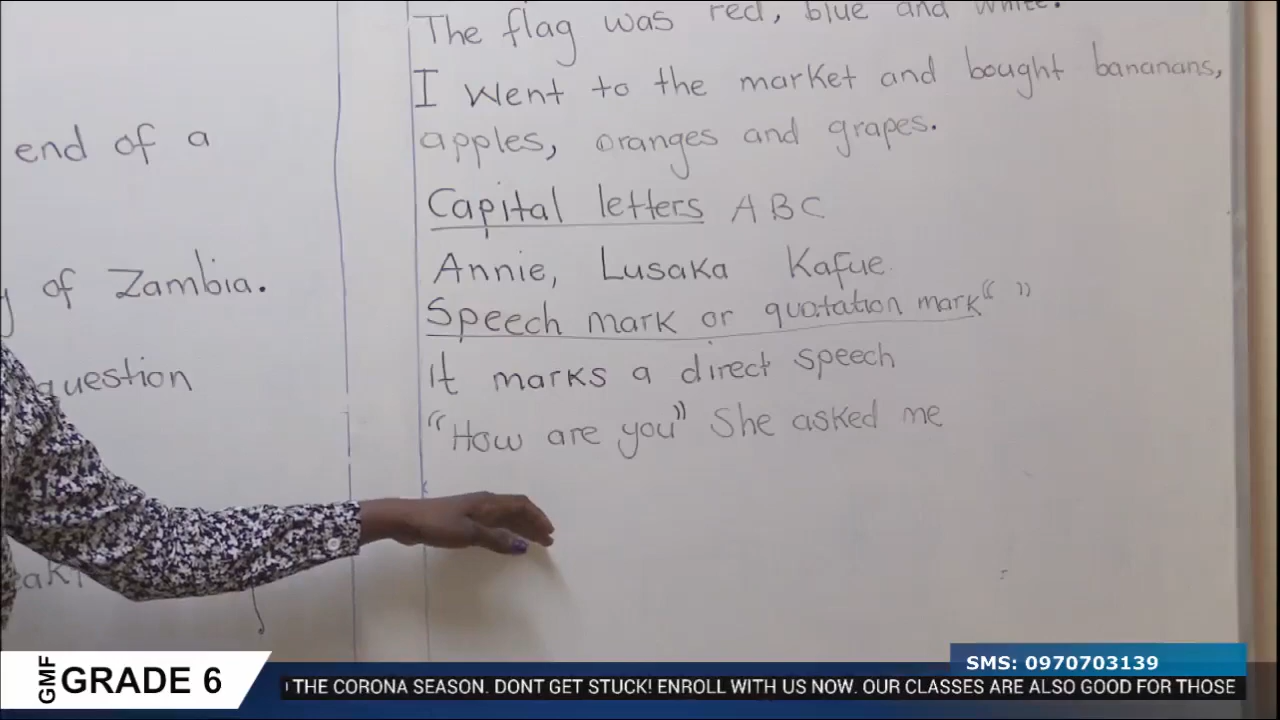 The flag was red, blue and white.
I went to the market and bought bananans,
apples, oranges and grapes.
Capital letters A B C
Annie, Lusaka Kafue.
Speech mark or quotation mark “ ”
It marks a direct speech
“How are you” She asked me
end of a
of Zambia.
question
SMS: 0970703139
GMF GRADE 6
THE CORONA SEASON. DONT GET STUCK! ENROLL WITH US NOW. OUR CLASSES ARE ALSO GOOD FOR THOSE